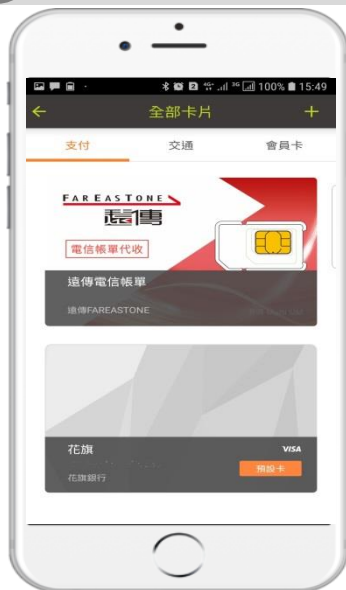 100% 15:49
全部卡片
支付 交通 會員卡
FAREASTONE
遠傳
電信帳單代收
遠傳電信帳單
遠傳FAREASTONE
花旗 VISA
花旗銀行 預設卡